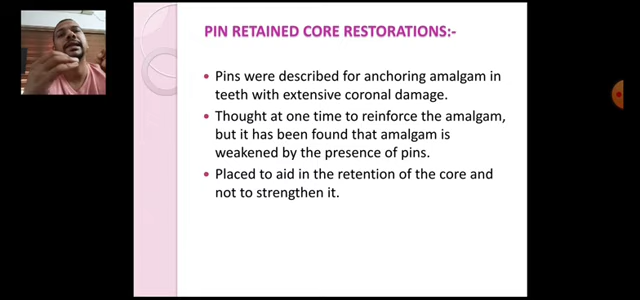 PIN RETAINED CORE RESTORATIONS:-
• Pins were described for anchoring amalgam in
teeth with extensive coronal damage.
• Thought at one time to reinforce the amalgam,
but it has been found that amalgam is
weakened by the presence of pins.
• Placed to aid in the retention of the core and
not to strengthen it.